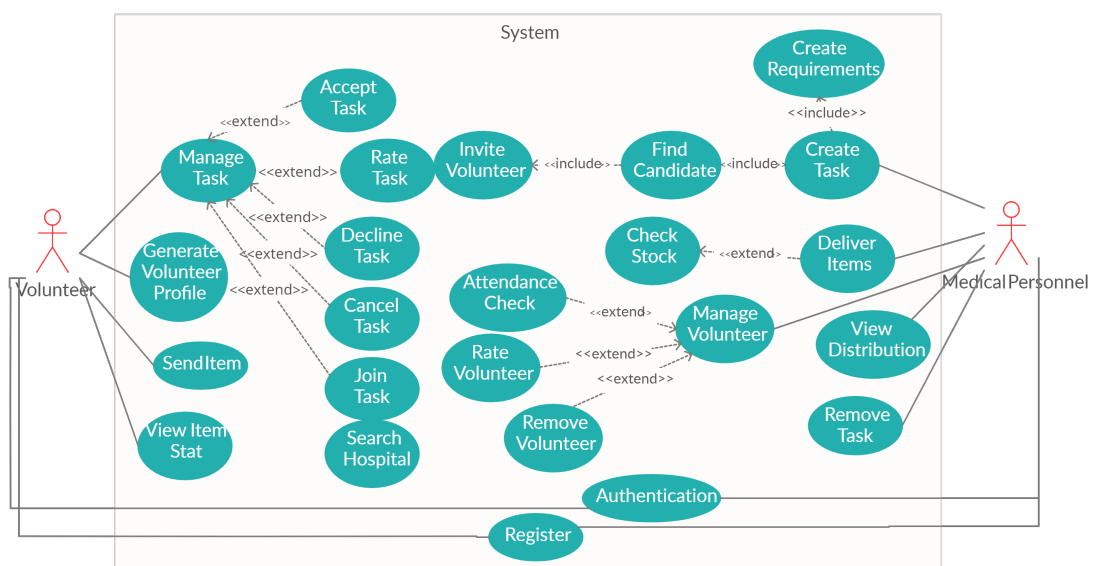 System
Create
Requirements
Accept
Task
<<include>>
<<extend>>
Manage
Task
<<extend>>
Rate
Task
Invite
Volunteer
<<include>>
Find
Candidate
<<include>>
Create
Task
<<extend>>
Decline
Task
Check
Stock
<<extend>>
Deliver
Items
Generate
Volunteer
Profile
<<extend>>
<<extend>>
Volunteer
Medical Personnel
Attendance
Check
Cancel
Task
<<extend>>
Manage
Volunteer
View
Distribution
Send Item
Rate
Volunteer
<<extend>>
<<extend>>
Join
Task
View Item
Stat
Search
Hospital
Remove
Volunteer
Remove
Task
Authentication
Register